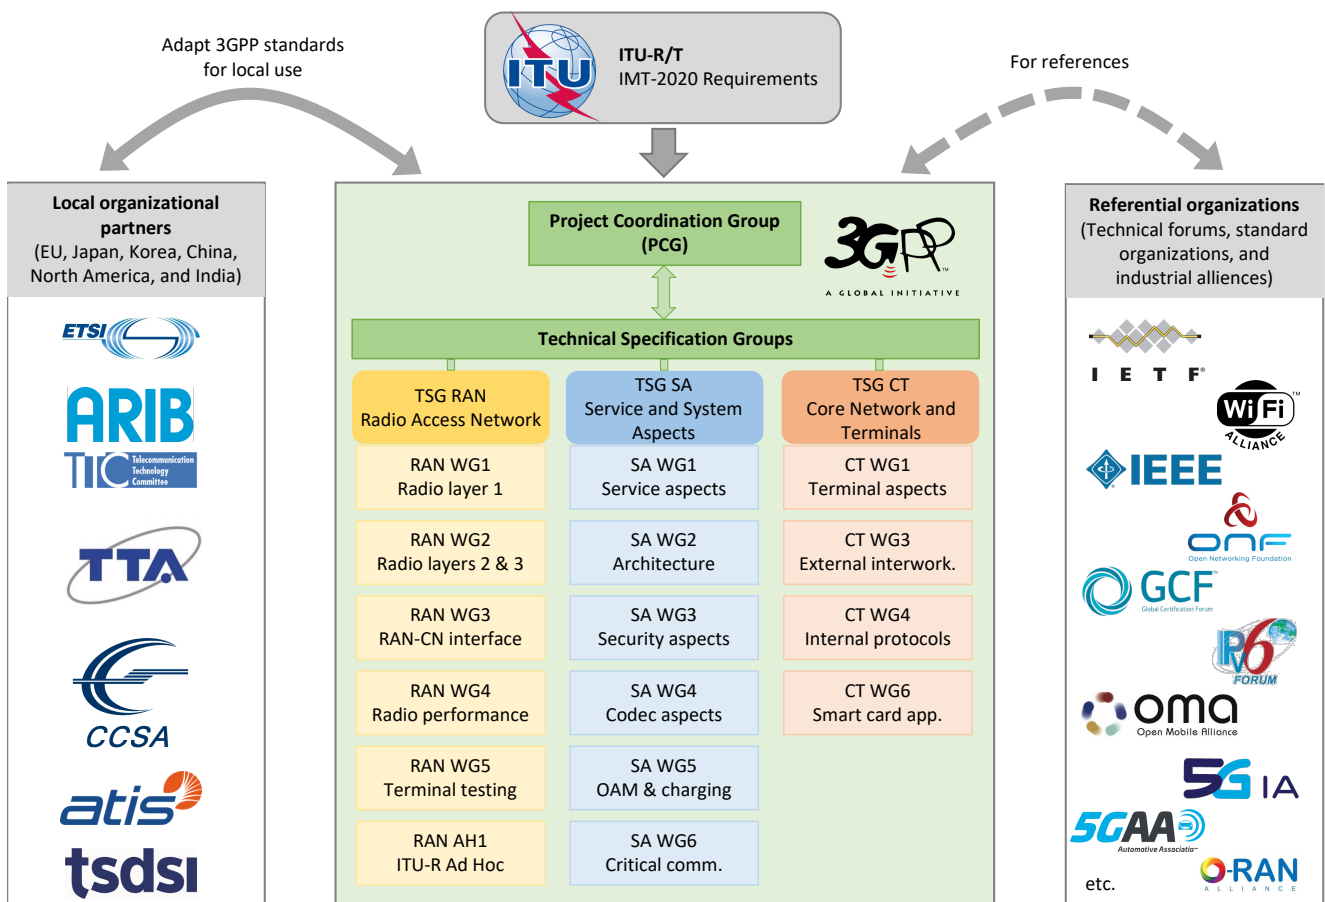 Adapt 3GPP standards
for local use
ITU
ITU-R/T
IMT-2020 Requirements
For references
Local organizational
partners
(EU, Japan, Korea, China,
North America, and India)
ETSI
ARIB
TTC Telecommunication
Technology
Committee
TTA
CCSA
atis
tsdsi
Project Coordination Group
(PCG)
3GPP
TM
A GLOBAL INITIATIVE
Technical Specification Groups
TSG RAN
Radio Access Network
RAN WG1
Radio layer 1
RAN WG2
Radio layers 2 & 3
RAN WG3
RAN-CN interface
RAN WG4
Radio performance
RAN WG5
Terminal testing
RAN AH1
ITU-R Ad Hoc
TSG SA
Service and System
Aspects
SA WG1
Service aspects
SA WG2
Architecture
SA WG3
Security aspects
SA WG4
Codec aspects
SA WG5
OAM & charging
SA WG6
Critical comm.
TSG CT
Core Network and
Terminals
CT WG1
Terminal aspects
CT WG3
External interwork.
CT WG4
Internal protocols
CT WG6
Smart card app.
Referential organizations
(Technical forums, standard
organizations, and
industrial alliences)
I E T F®
Wi Fi™
ALLIANCE
IEEE
ONF
Open Networking Foundation
GCF™
Global Certification Forum
IPV6
FORUM
oma
Open Mobile Alliance
5G IA
5GAA
Automotive Associatio
O-RAN
ALLIANCE
etc.